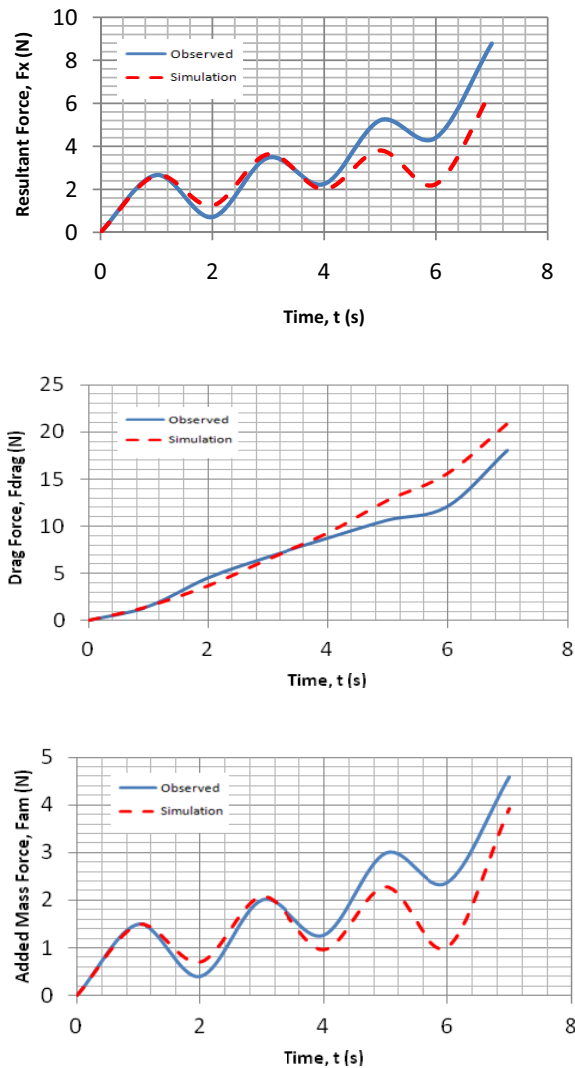 Resultant Force, Fx (N)
10
8
6
4
2
0
Observed
Simulation
0 2 4 6 8
Time, t (s)
Drag Force, Fdrag (N)
25
20
15
10
5
0
Observed
Simulation
0 2 4 6 8
Time, t (s)
Added Mass Force, Fam (N)
5
4
3
2
1
0
Observed
Simulation
0 2 4 6 8
Time, t (s)